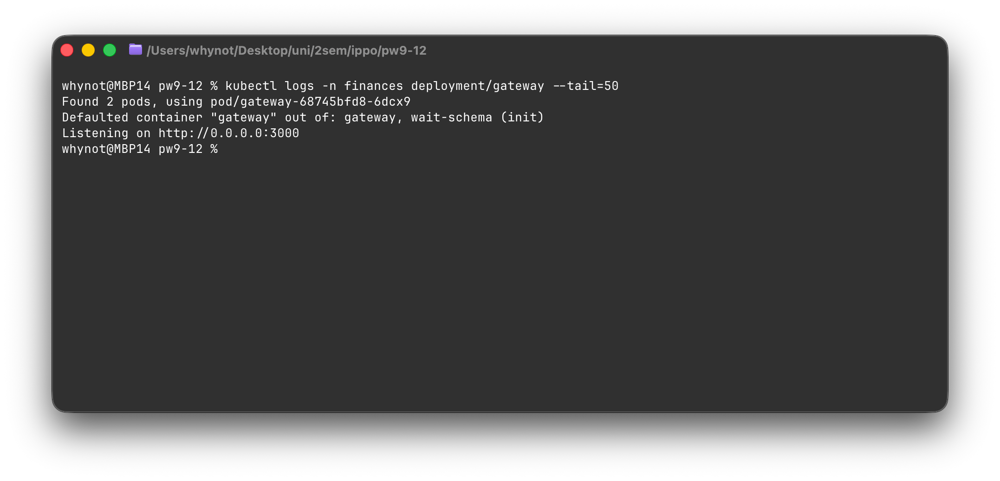 /Users/whynot/Desktop/uni/2sem/ippo/pw9-12
whynot@MBP14 pw9-12 % kubectl logs -n finances deployment/gateway --tail=50
Found 2 pods, using pod/gateway-68745bfd8-6dcx9
Defaulted container "gateway" out of: gateway, wait-schema (init)
Listening on http://0.0.0.0:3000
whynot@MBP14 pw9-12 %